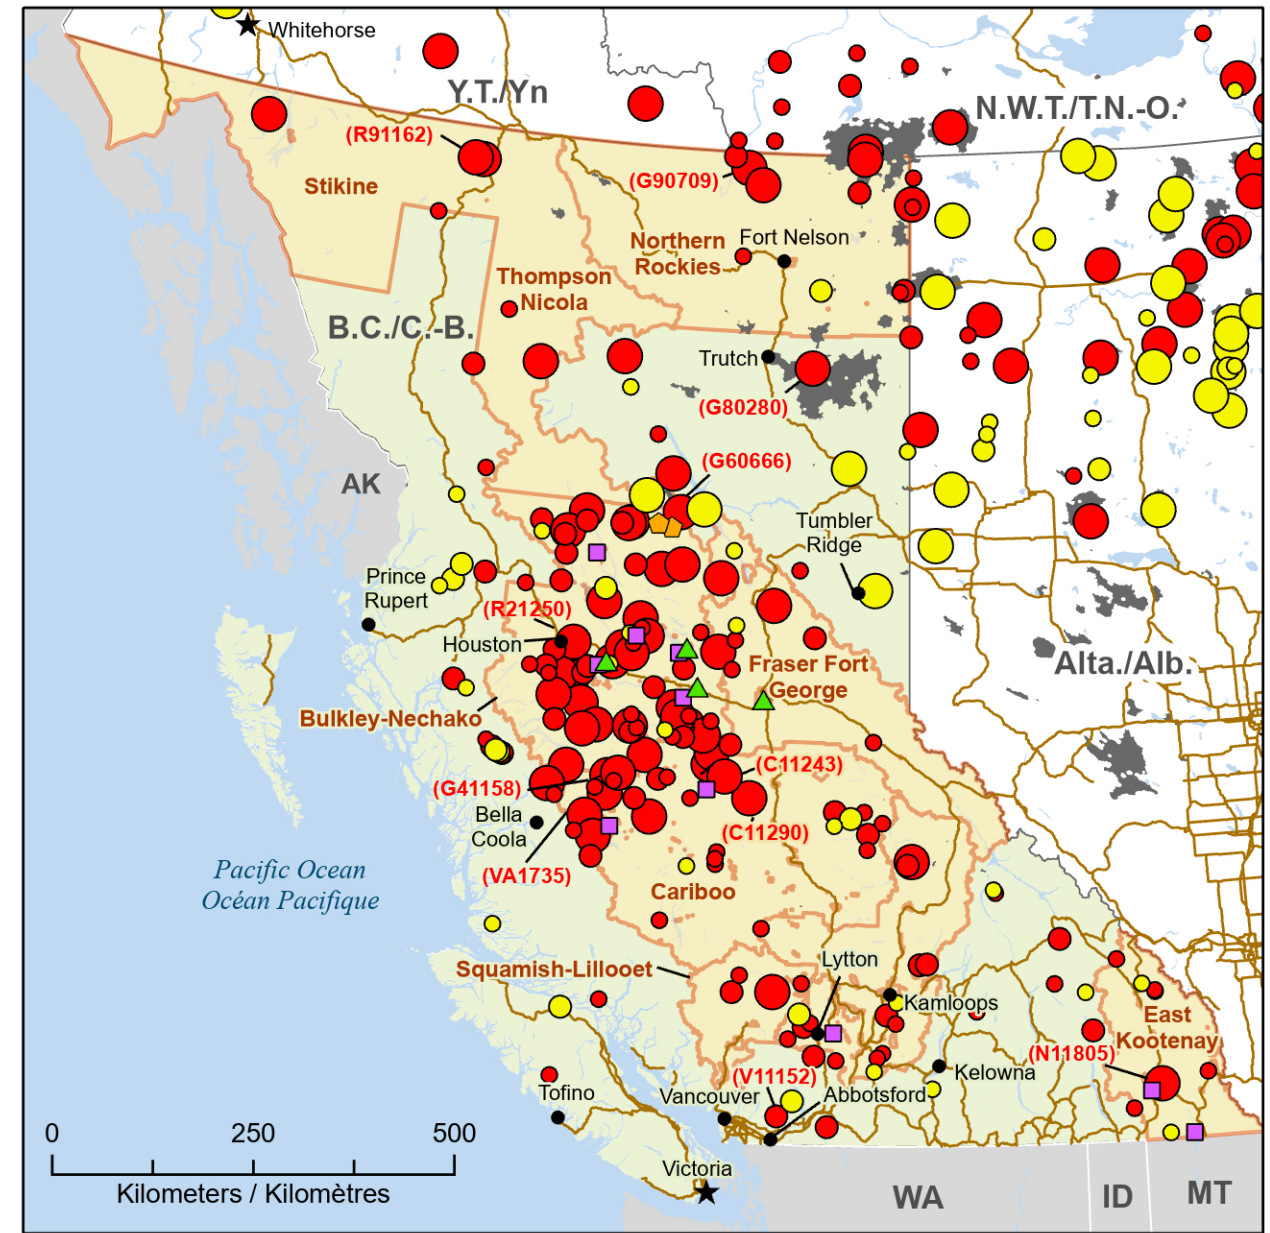 Whitehorse
Y.T./Yn
N.W.T./T.N.-O.
(R91162)
Stikine
(G90709)
Northern
Rockies
Fort Nelson
Thompson
Nicola
B.C./C.-B.
Trutch
(G80280)
(G60666)
AK
Tumbler
Ridge
Prince
Rupert
(R21250)
Houston
Fraser Fort
George
Alta./Alb.
Bulkley-Nechako
(C11243)
(G41158)
Bella
Coola
(C11290)
(VA1735)
Pacific Ocean
Océan Pacifique
Cariboo
Lytton
Squamish-Lillooet
Kamloops
East
Kootenay
(N11805)
Kelowna
(V11152)
Tofino
Vancouver
Abbotsford
0 250 500
Kilometers / Kilomètres
Victoria
WA
ID
MT